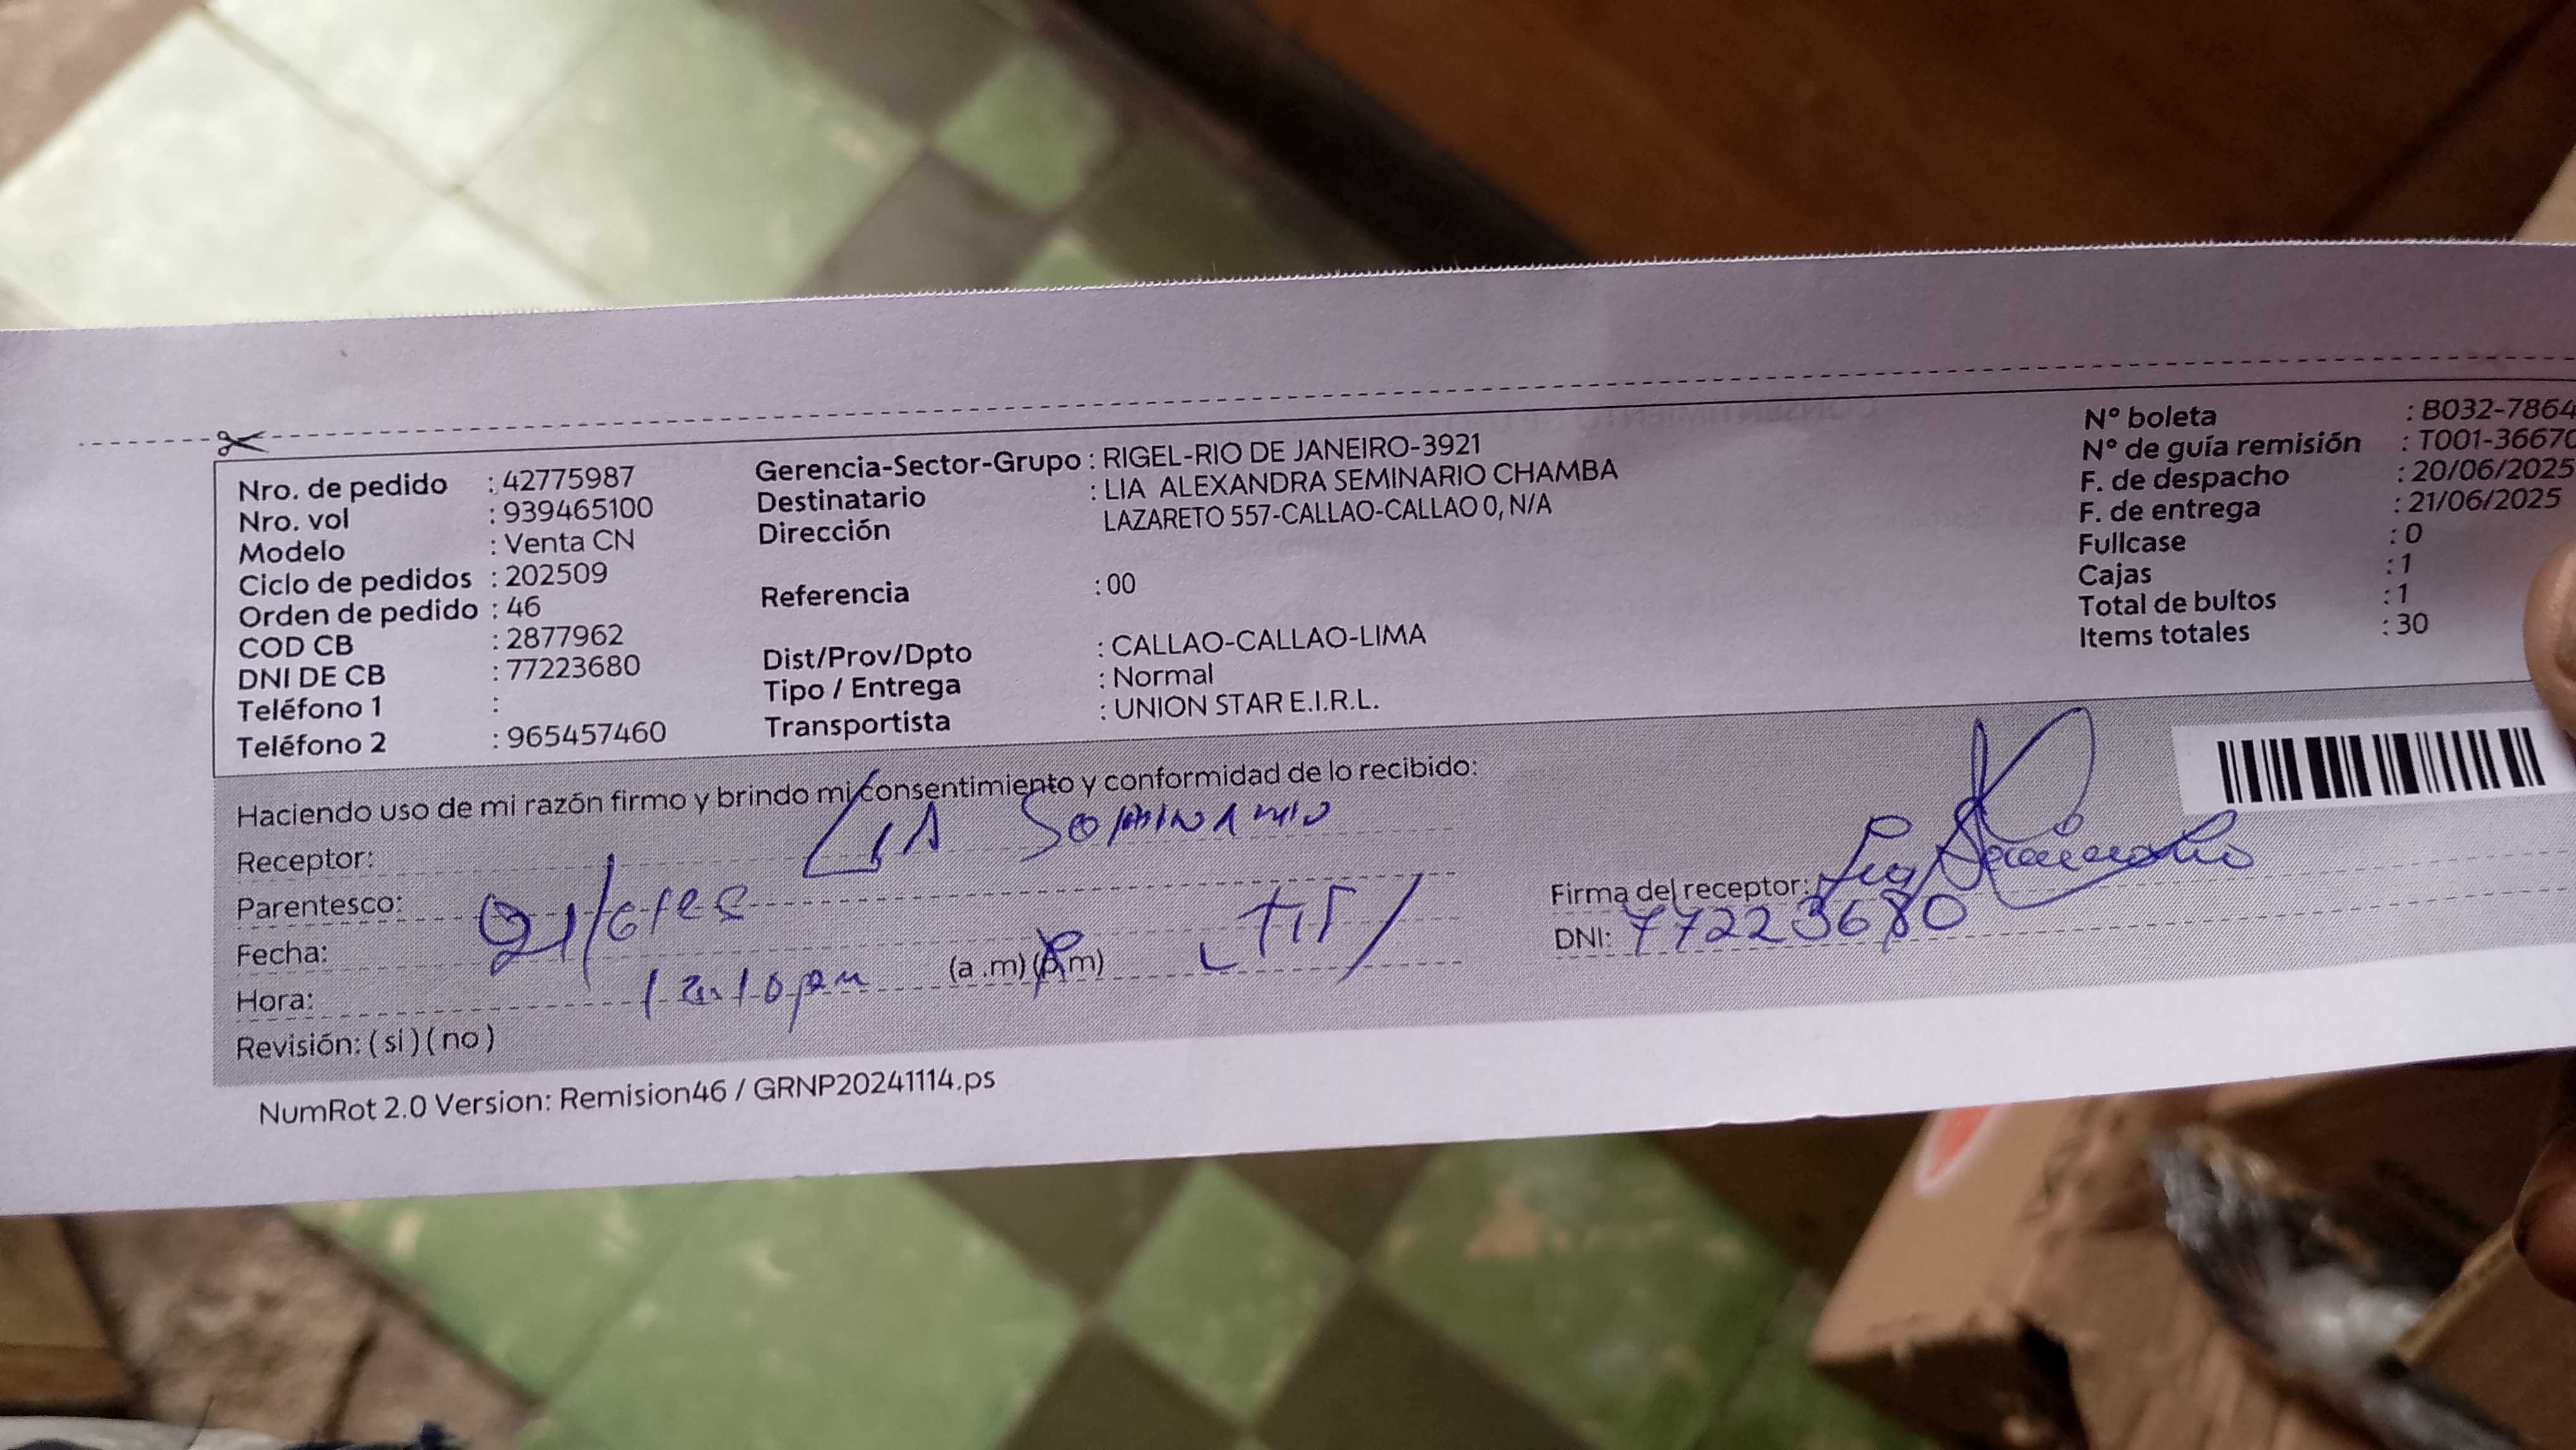 Nro. de pedido : 42775987
Nro. vol : 939465100
Modelo : Venta CN
Ciclo de pedidos : 202509
Orden de pedido : 46
COD CB : 2877962
DNI DE CB : 77223680
Teléfono 1 :
Teléfono 2 : 965457460
Gerencia-Sector-Grupo : RIGEL-RIO DE JANEIRO-3921
Destinatario : LIA ALEXANDRA SEMINARIO CHAMBA
Dirección LAZARETO 557-CALLAO-CALLAO 0, N/A
Referencia : 00
Dist/Prov/Dpto : CALLAO-CALLAO-LIMA
Tipo / Entrega : Normal
Transportista : UNION STAR E.I.R.L.
N° boleta : B032-7864
N° de guía remisión : T001-3667
F. de despacho : 20/06/2025
F. de entrega : 21/06/2025
Fullcase : 0
Cajas : 1
Total de bultos : 1
Items totales : 30
Haciendo uso de mi razón firmo y brindo mi consentimiento y conformidad de lo recibido:
Receptor: LIA
Parentesco:
Fecha:
Hora: 12:10 pm (a .m) (p.m)
Revisión: ( si ) ( no )
Firma del receptor:
DNI: 77223680
NumRot 2.0 Version: Remision46 / GRNP20241114.ps